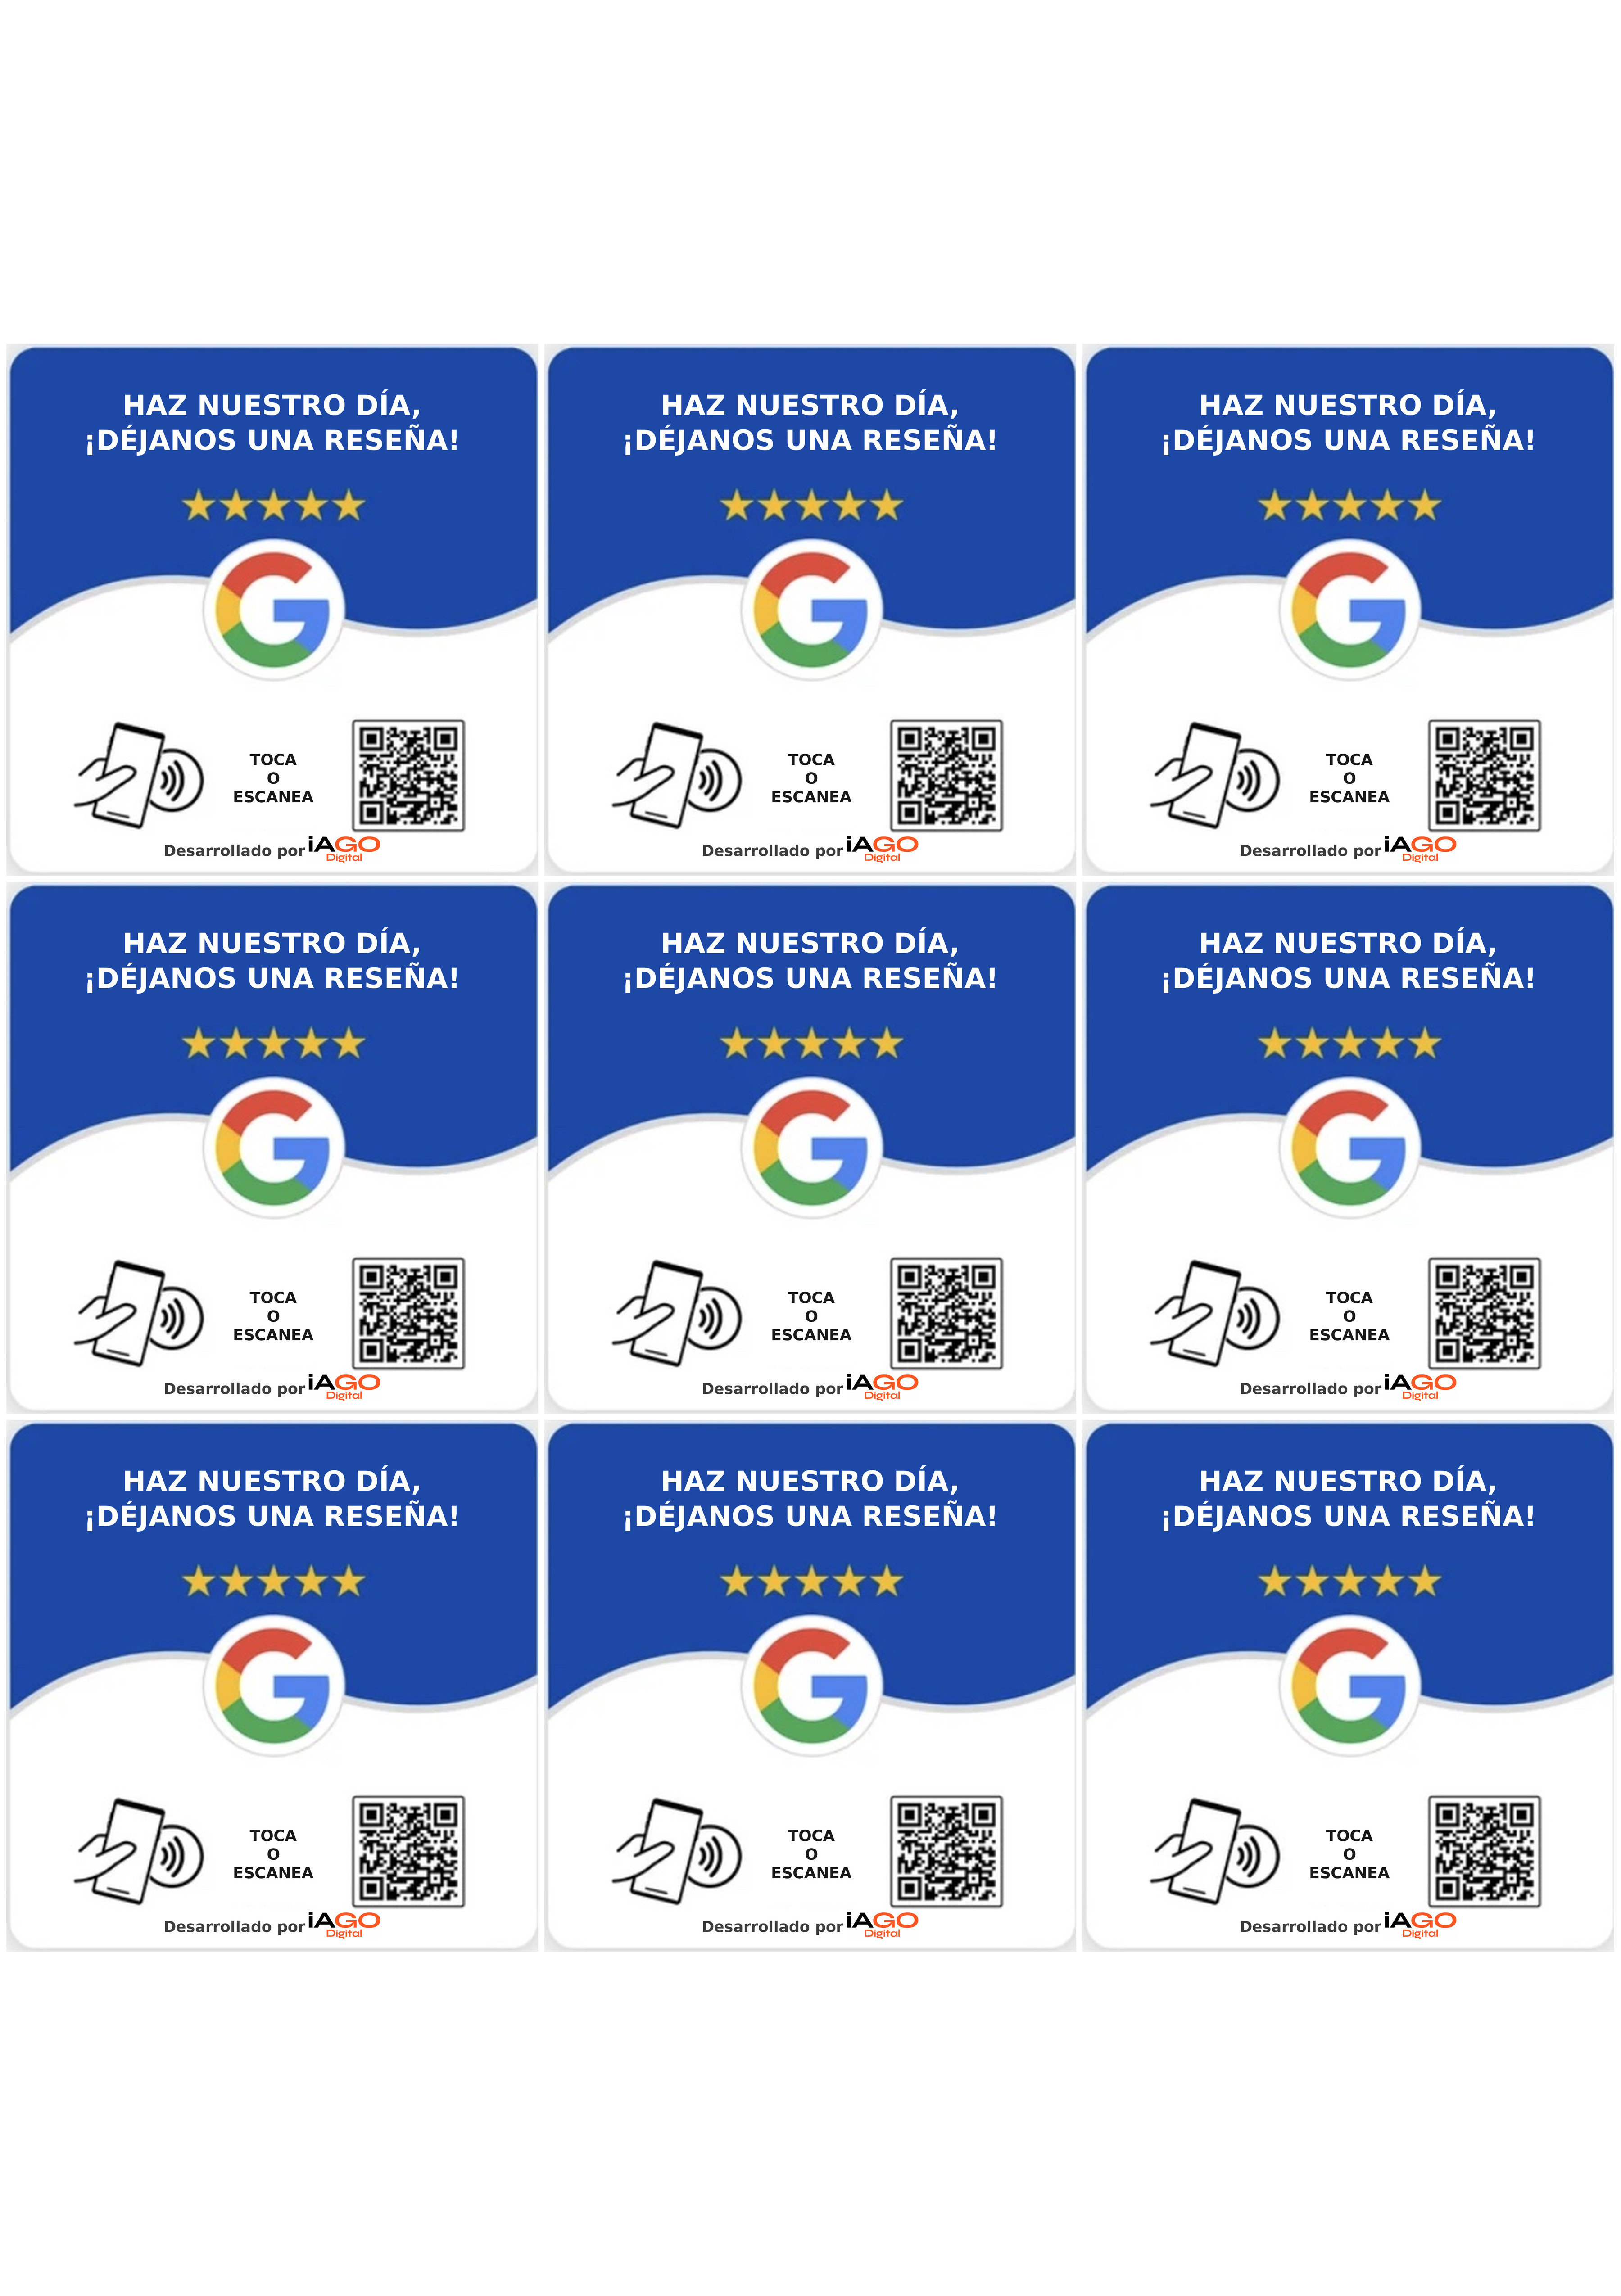 HAZ NUESTRO DÍA,
¡DÉJANOS UNA RESEÑA!
TOCA
O
ESCANEA
Desarrollado por iAGO
Digital
HAZ NUESTRO DÍA,
¡DÉJANOS UNA RESEÑA!
TOCA
O
ESCANEA
Desarrollado por iAGO
Digital
HAZ NUESTRO DÍA,
¡DÉJANOS UNA RESEÑA!
TOCA
O
ESCANEA
Desarrollado por iAGO
Digital
HAZ NUESTRO DÍA,
¡DÉJANOS UNA RESEÑA!
TOCA
O
ESCANEA
Desarrollado por iAGO
Digital
HAZ NUESTRO DÍA,
¡DÉJANOS UNA RESEÑA!
TOCA
O
ESCANEA
Desarrollado por iAGO
Digital
HAZ NUESTRO DÍA,
¡DÉJANOS UNA RESEÑA!
TOCA
O
ESCANEA
Desarrollado por iAGO
Digital
HAZ NUESTRO DÍA,
¡DÉJANOS UNA RESEÑA!
TOCA
O
ESCANEA
Desarrollado por iAGO
Digital
HAZ NUESTRO DÍA,
¡DÉJANOS UNA RESEÑA!
TOCA
O
ESCANEA
Desarrollado por iAGO
Digital
HAZ NUESTRO DÍA,
¡DÉJANOS UNA RESEÑA!
TOCA
O
ESCANEA
Desarrollado por iAGO
Digital